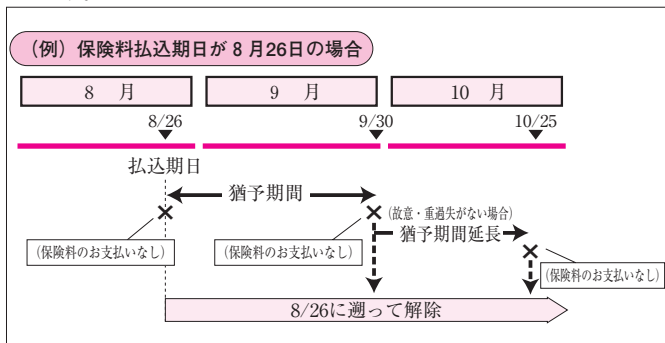 （例）保険料払込期日が8月26日の場合
8　月
9　月
10　月
8/26
9/30
10/25
払込期日
猶予期間
(故意・重過失がない場合)
猶予期間延長
(保険料のお支払いなし)
(保険料のお支払いなし)
(保険料のお支払いなし)
8/26に遡って解除